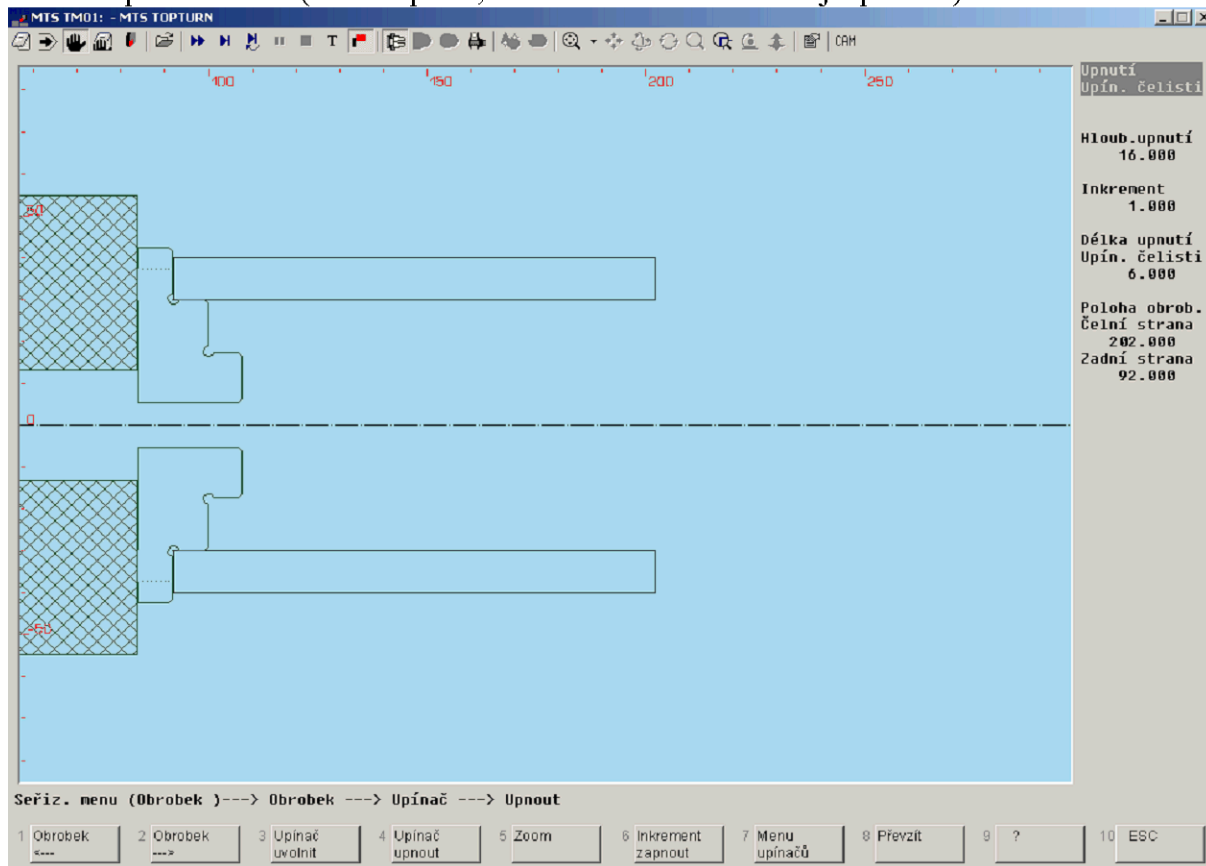 MTS TM01: - MTS TOPTURN
T CAM
100 150 200 250
Upnutí
Upín. čelisti
Hloub.upnutí
16.000
Inkrement
1.000
Délka upnutí
Upín. čelisti
6.000
Poloha obrob.
Čelní strana
202.000
Zadní strana
92.000
50
0
-50
Seřiz. menu (Obrobek )---> Obrobek ---> Upínač ---> Upnout
1 Obrobek <---
2 Obrobek --->
3 Upínač uvolnit
4 Upínač upnout
5 Zoom
6 Inkrement zapnout
7 Menu upínačů
8 Převzít
9 ?
10 ESC